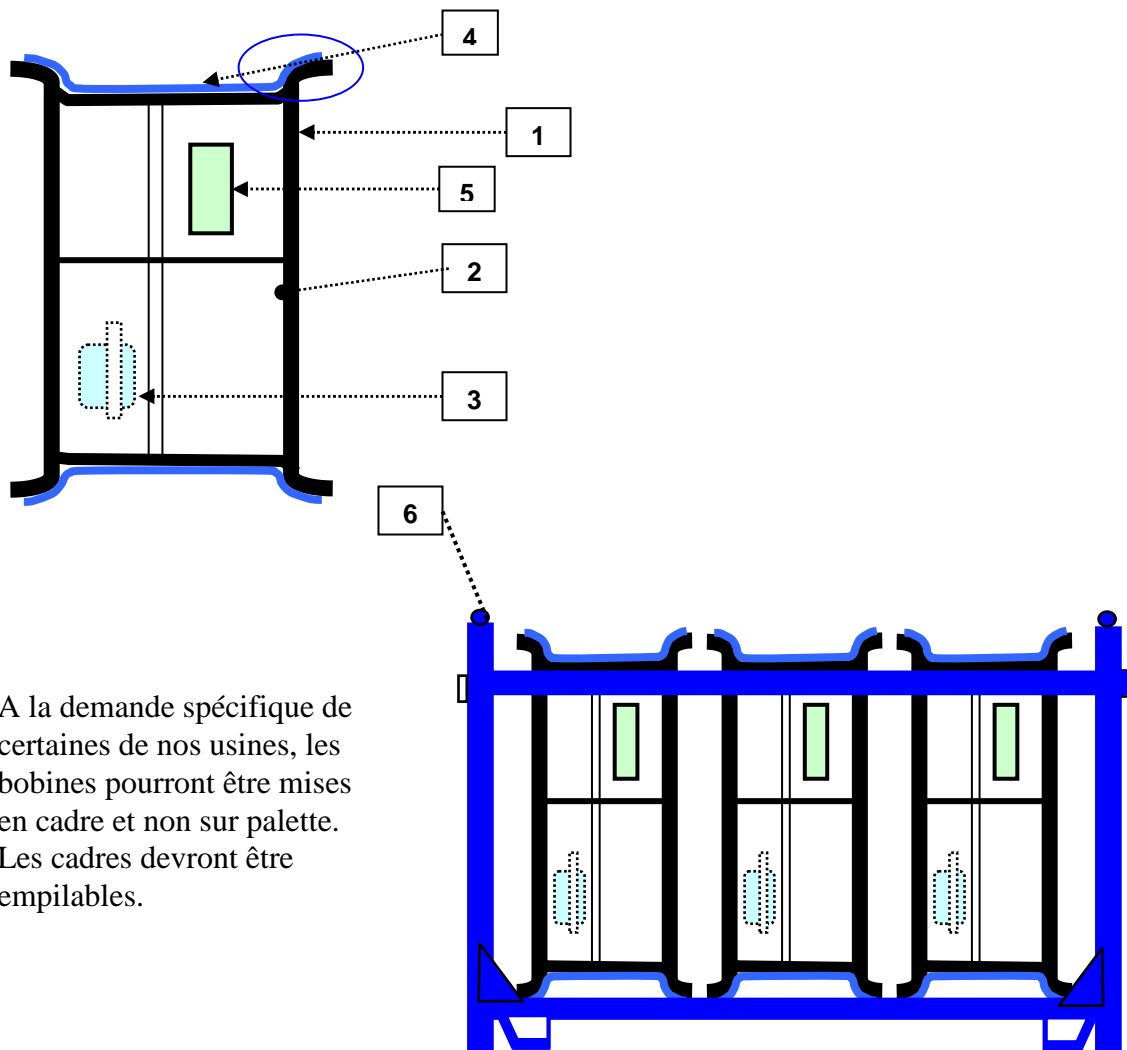 4
1
5
2
3
6
A la demande spécifique de
certaines de nos usines, les
bobines pourront être mises
en cadre et non sur palette.
Les cadres devront être
empilables.